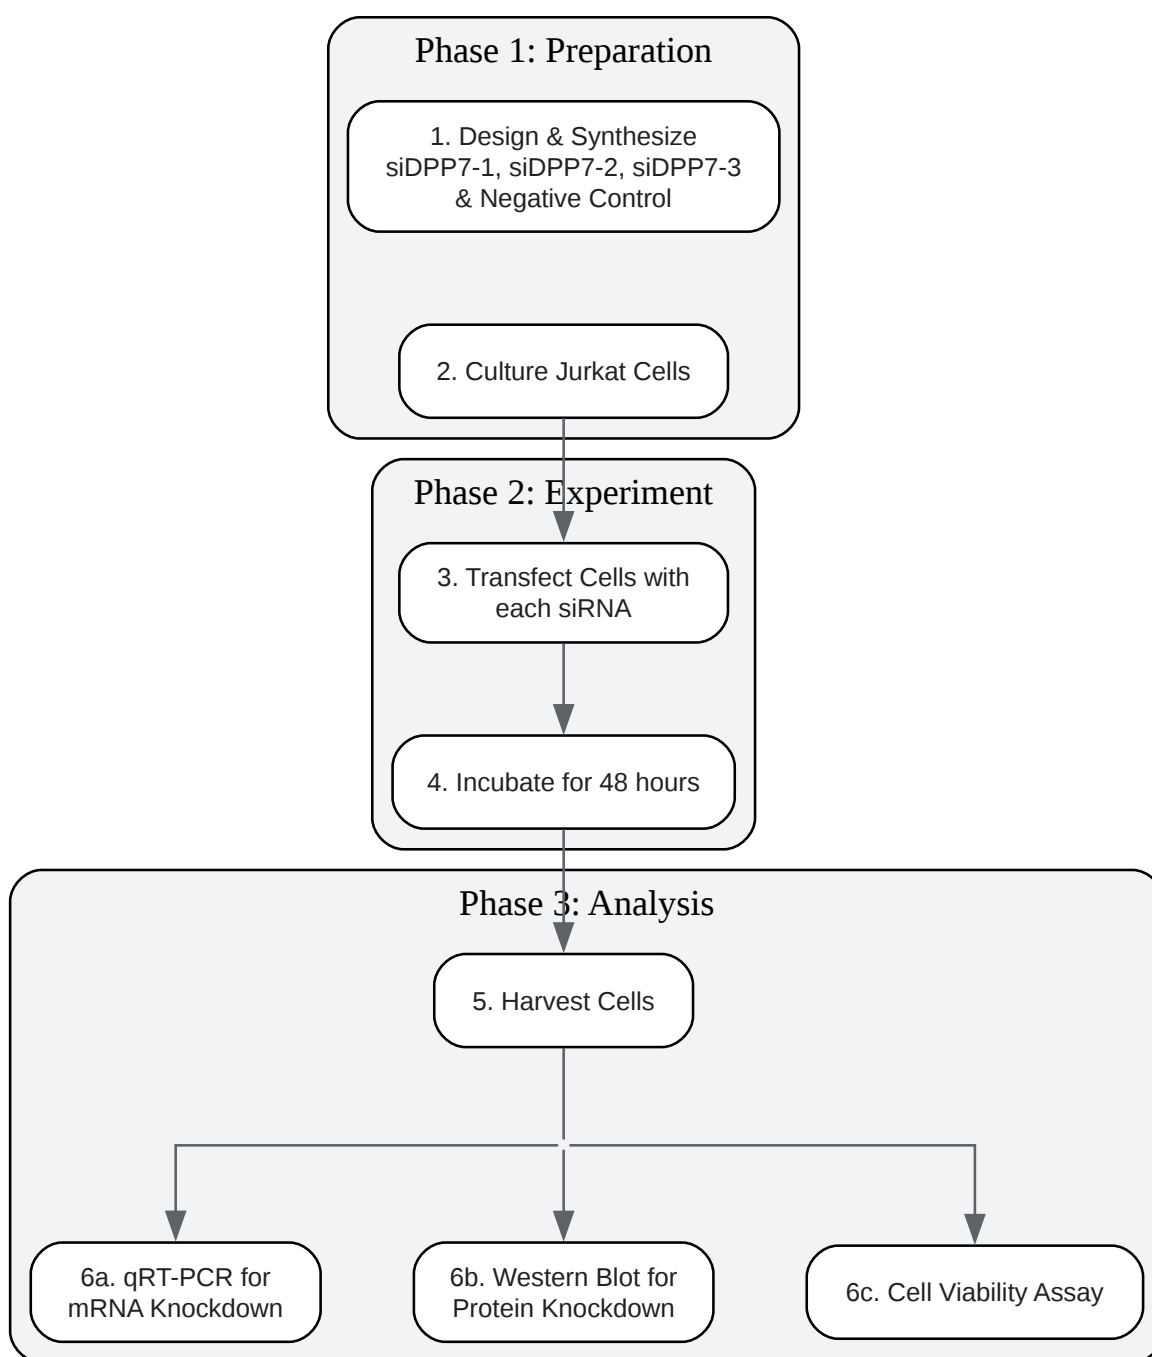 Phase 1: Preparation
1. Design & Synthesize
siDPP7-1, siDPP7-2, siDPP7-3
& Negative Control
2. Culture Jurkat Cells
Phase 2: Experiment
3. Transfect Cells with
each siRNA
4. Incubate for 48 hours
Phase 3: Analysis
5. Harvest Cells
6a. qRT-PCR for
mRNA Knockdown
6b. Western Blot for
Protein Knockdown
6c. Cell Viability Assay